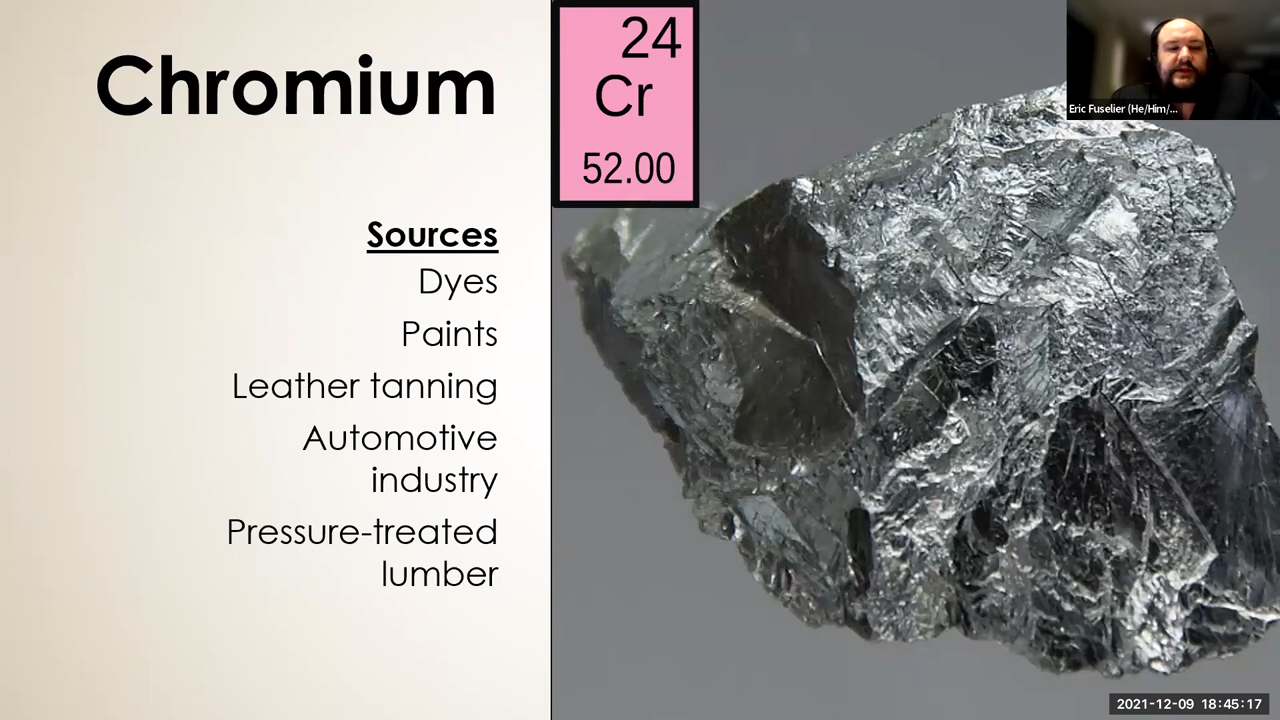 Chromium
Sources
Dyes
Paints
Leather tanning
Automotive
industry
Pressure-treated
lumber
24
Cr
52.00
Eric Fuselier (He/Him/...
2021-12-09 18:45:17